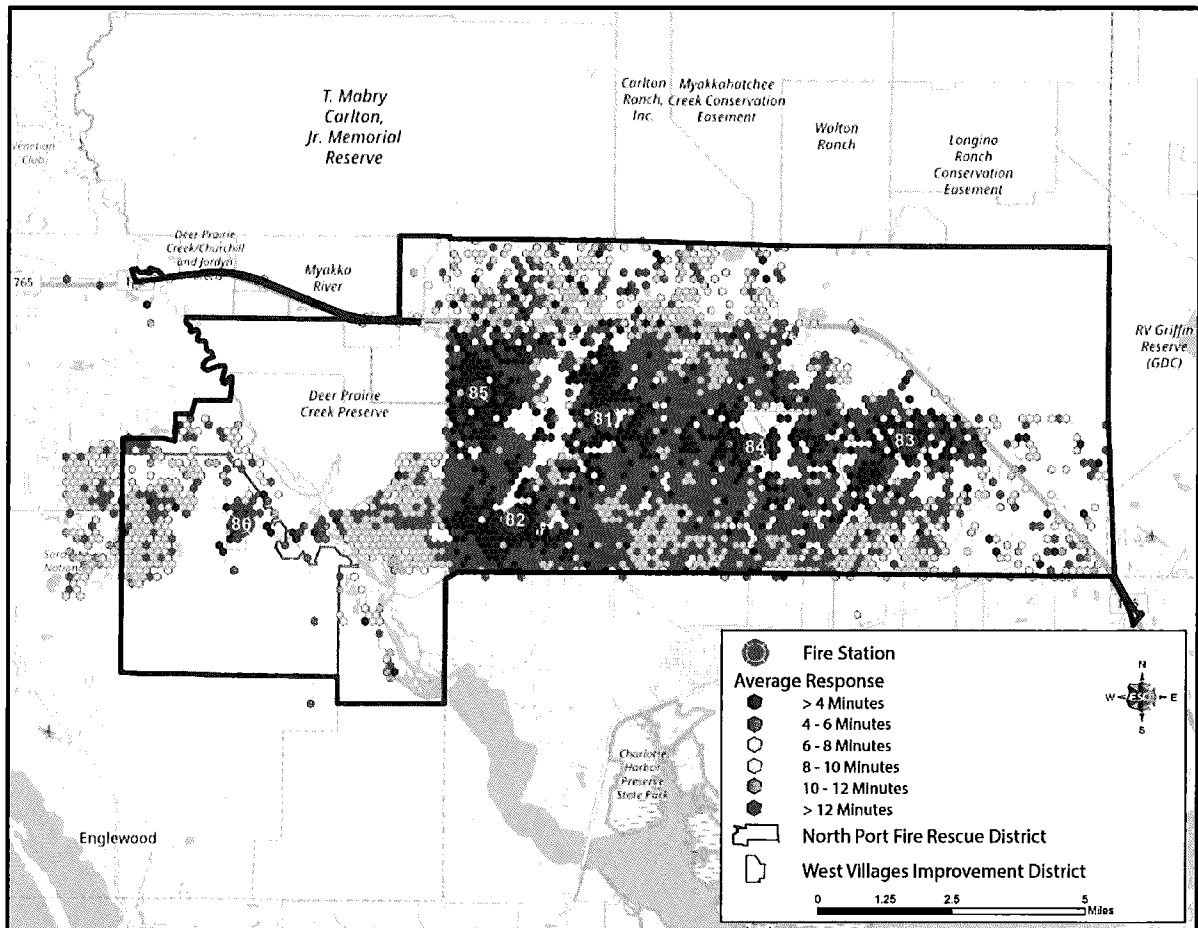 T. Mabry
Carlton,
Jr. Memorial
Reserve
Carlton
Ranch,
Inc.
Myakkahatchee
Creek Conservation
Easement
Walton
Ranch
Longino
Ranch
Conservation
Easement
Venetian
Club
Deer Prairie
Creek/Churchill
and Jordyn
Myakka
River
765
RV Griffin
Reserve
(GDC)
Deer Prairie
Creek Preserve
85
81
84
83
82
86
Fire Station
Average Response
> 4 Minutes
4 - 6 Minutes
6 - 8 Minutes
8 - 10 Minutes
10 - 12 Minutes
> 12 Minutes
North Port Fire Rescue District
West Villages Improvement District
0 1.25 2.5 5
Miles
N
W E
S
Charlotte
Harbor
Preserve
State Park
Englewood